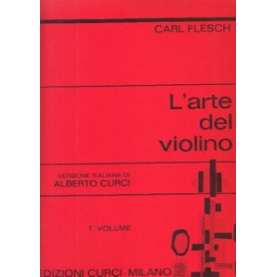 CARL FLESCH
L'arte
del
violino
VERSIONE ITALIANA DI
ALBERTO CURCI
1° VOLUME
EDIZIONI CURCI-MILANO